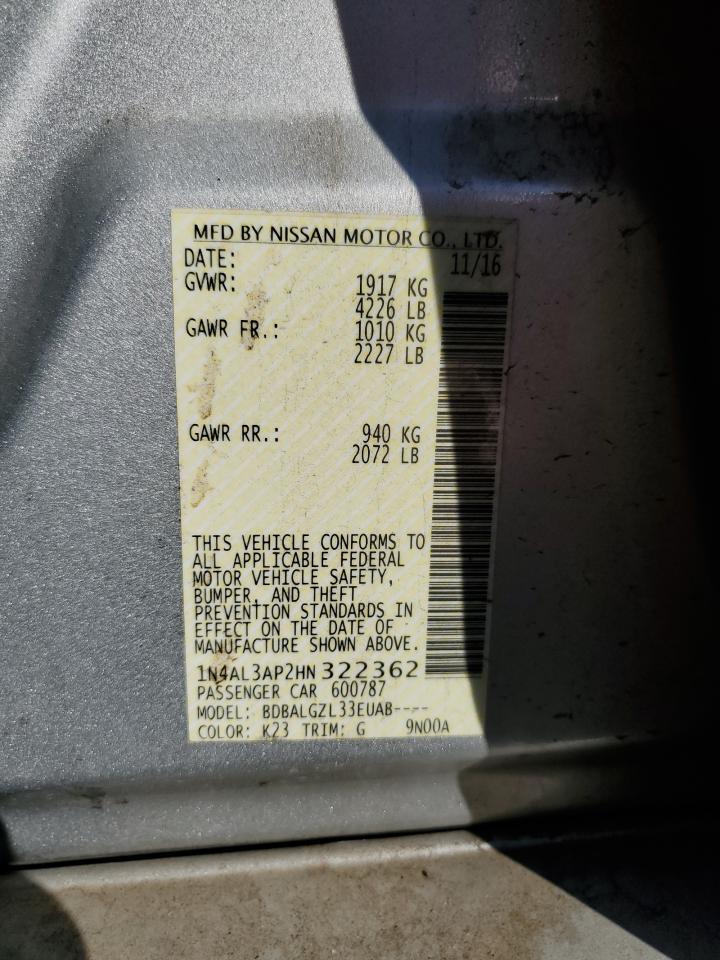 MFD BY NISSAN MOTOR CO., LTD.
DATE: 11/16
GVWR: 1917 KG
4226 LB
GAWR FR.: 1010 KG
2227 LB
GAWR RR.: 940 KG
2072 LB
THIS VEHICLE CONFORMS TO
ALL APPLICABLE FEDERAL
MOTOR VEHICLE SAFETY,
BUMPER, AND THEFT
PREVENTION STANDARDS IN
EFFECT ON THE DATE OF
MANUFACTURE SHOWN ABOVE.
1N4AL3AP2HN322362
PASSENGER CAR 600787
MODEL: BDBALGZL33EUAB----
COLOR: K23 TRIM: G 9N00A